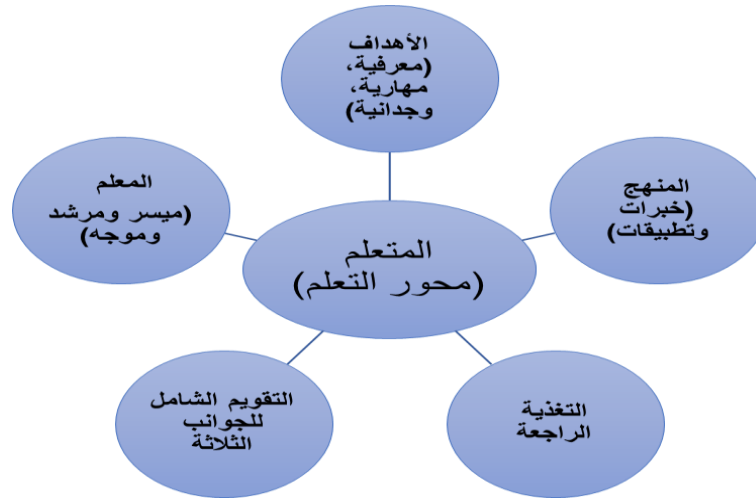 الأهداف
(معرفية،
مهارية،
وجدانية)
المنهج
(خبرات
وتطبيقات)
المعلم
(ميسر ومرشد
وموجه)
المتعلم
(محور التعلم)
التغذية
الراجعة
التقويم الشامل
للجوانب
الثلاثة